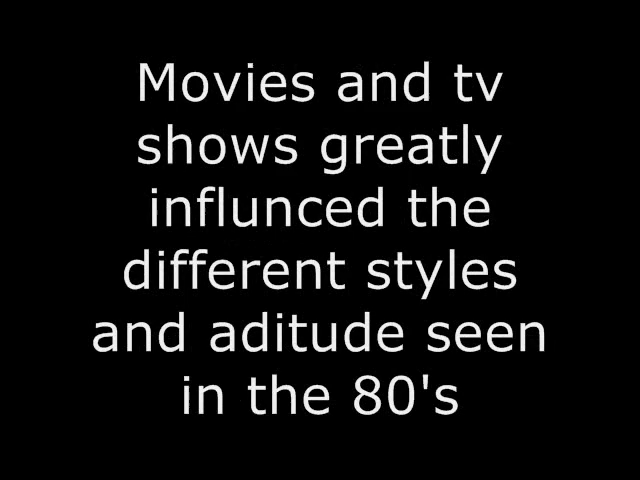 Movies and tv
shows greatly
influnced the
different styles
and aditude seen
in the 80's